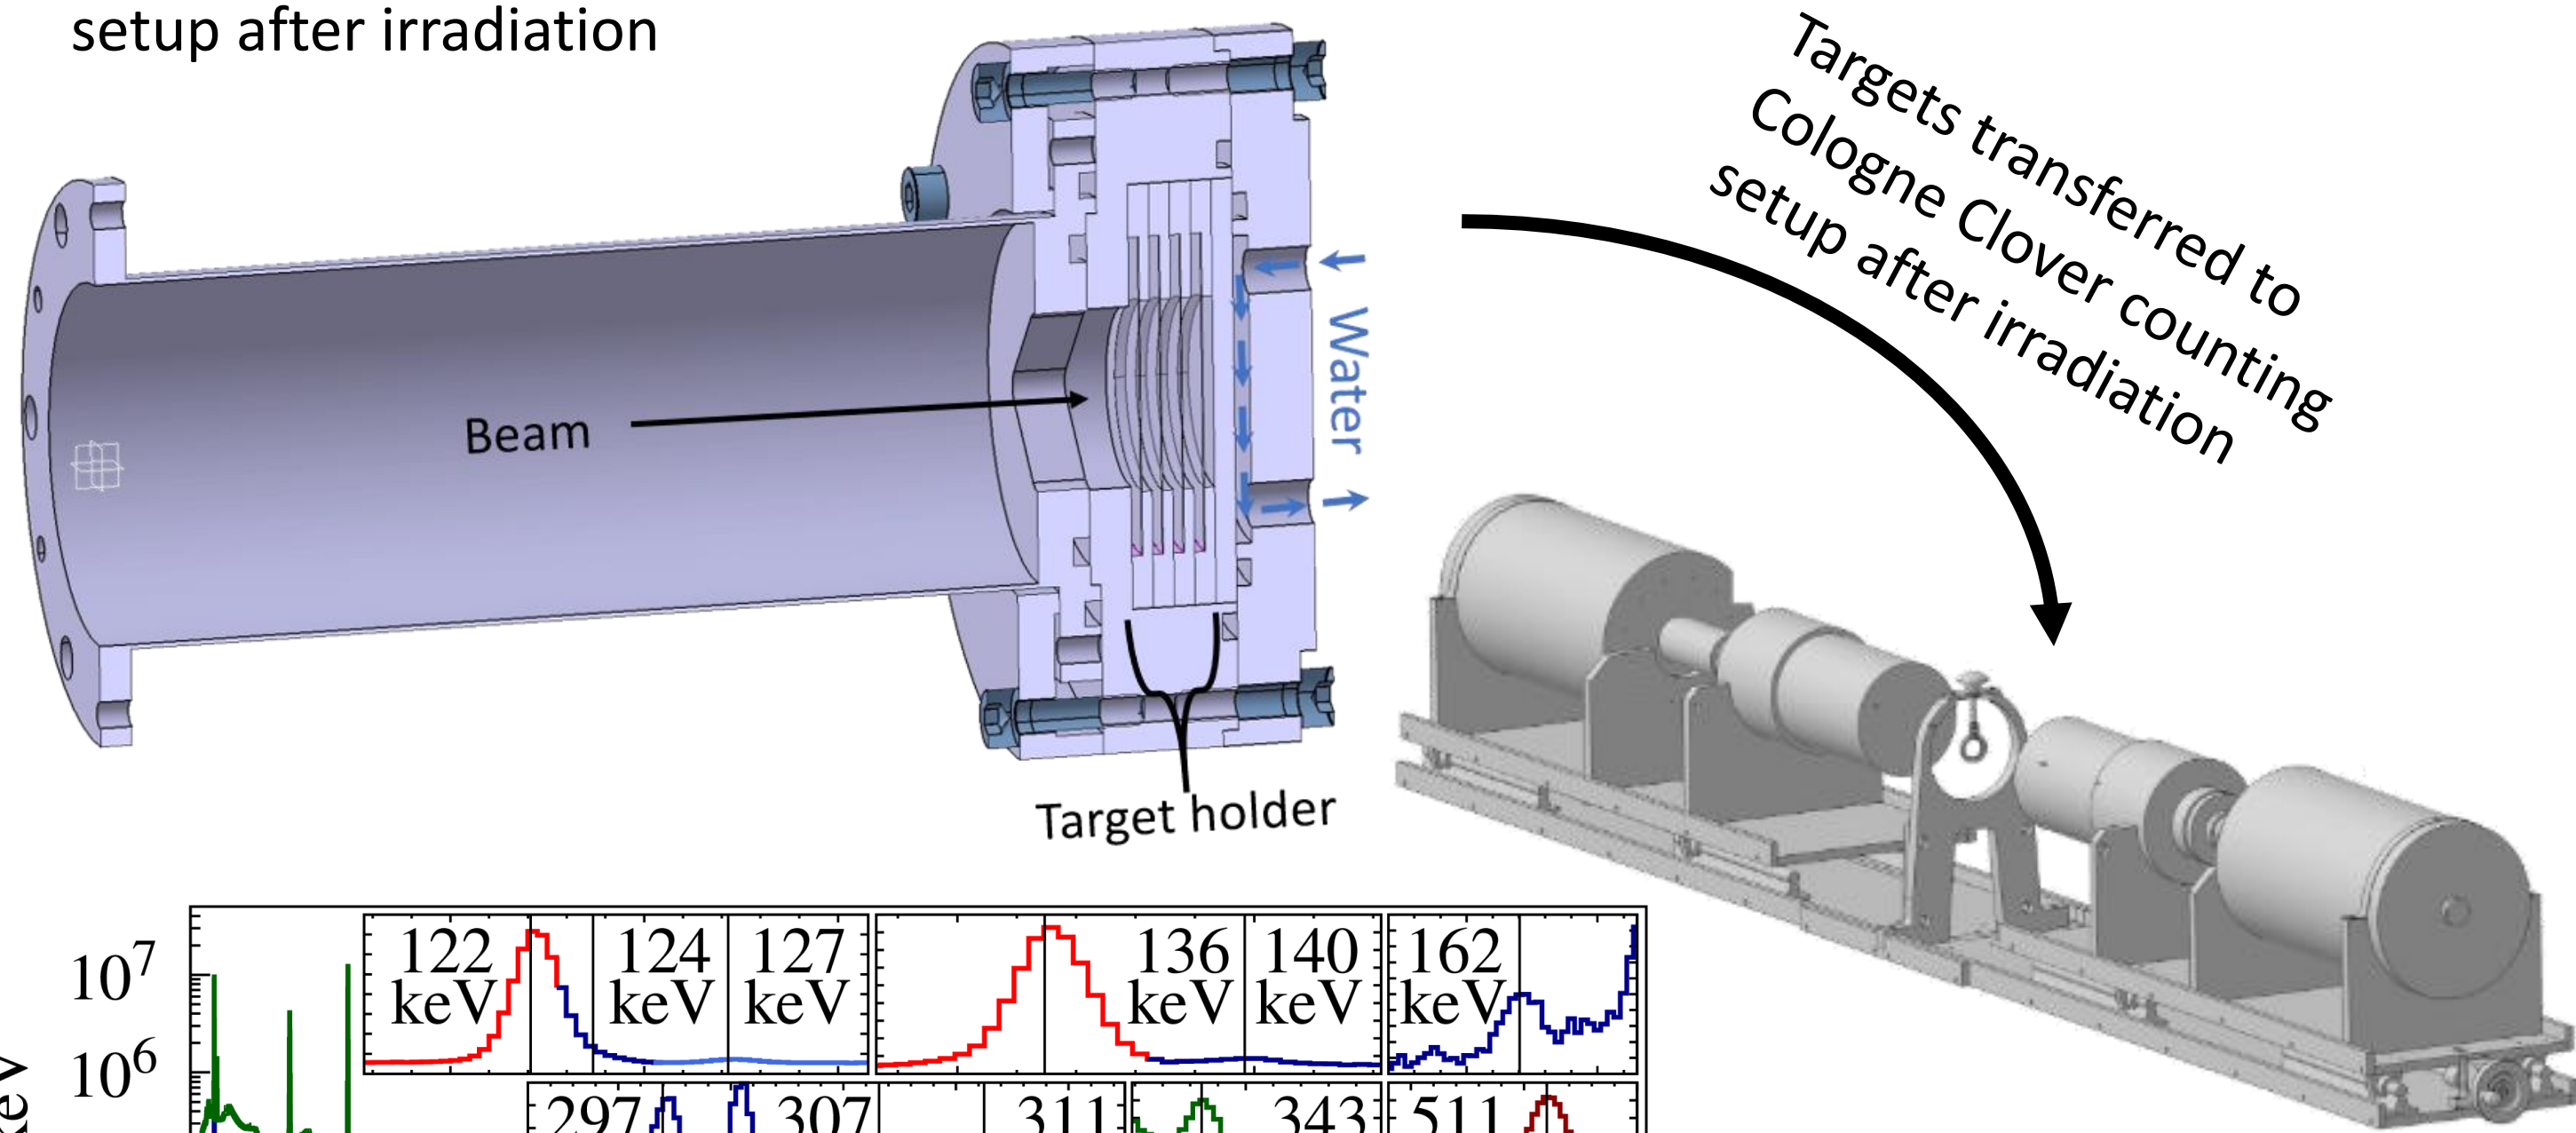 setup after irradiation
Targets transferred to
Cologne Clover counting
setup after irradiation
Water
Beam
Target holder
10^7
10^6
keV
122
keV
124
keV
127
keV
136
keV
140
keV
162
keV
297
307
311
343
511